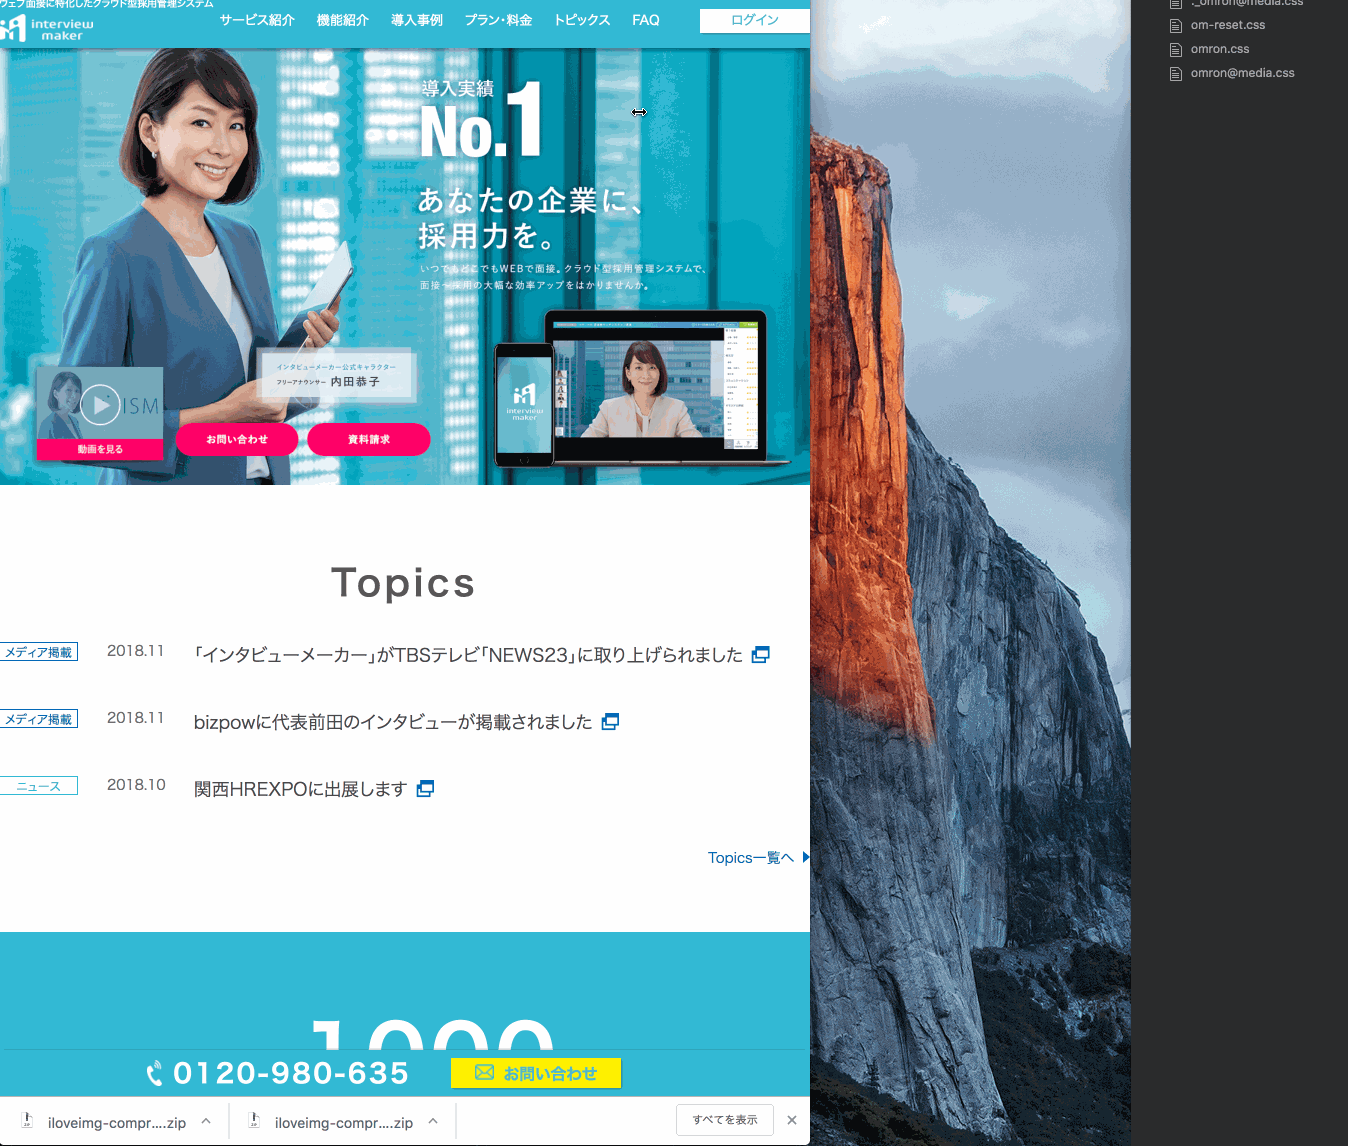 ウェブ面接に特化したクラウド型採用管理システム
interview
maker
サービス紹介
機能紹介
導入事例
プラン・料金
トピックス
FAQ
ログイン
導入実績
No.1
あなたの企業に、
採用力を。
いつでもどこでもWEBで面接。クラウド型採用管理システムで、
面接〜採用の大幅な効率アップをはかりませんか。
インタビューメーカー公式キャラクター
フリーアナウンサー 内田恭子
ISM
動画を見る
お問い合わせ
資料請求
interview
maker
Topics
メディア掲載
2018.11
「インタビューメーカー」がTBSテレビ「NEWS23」に取り上げられました
メディア掲載
2018.11
bizpowに代表前田のインタビューが掲載されました
ニュース
2018.10
関西HREXPOに出展します
Topics一覧へ
1000
0120-980-635
お問い合わせ
iloveimg-compr....zip
iloveimg-compr....zip
すべてを表示
._omron@media.css
om-reset.css
omron.css
omron@media.css